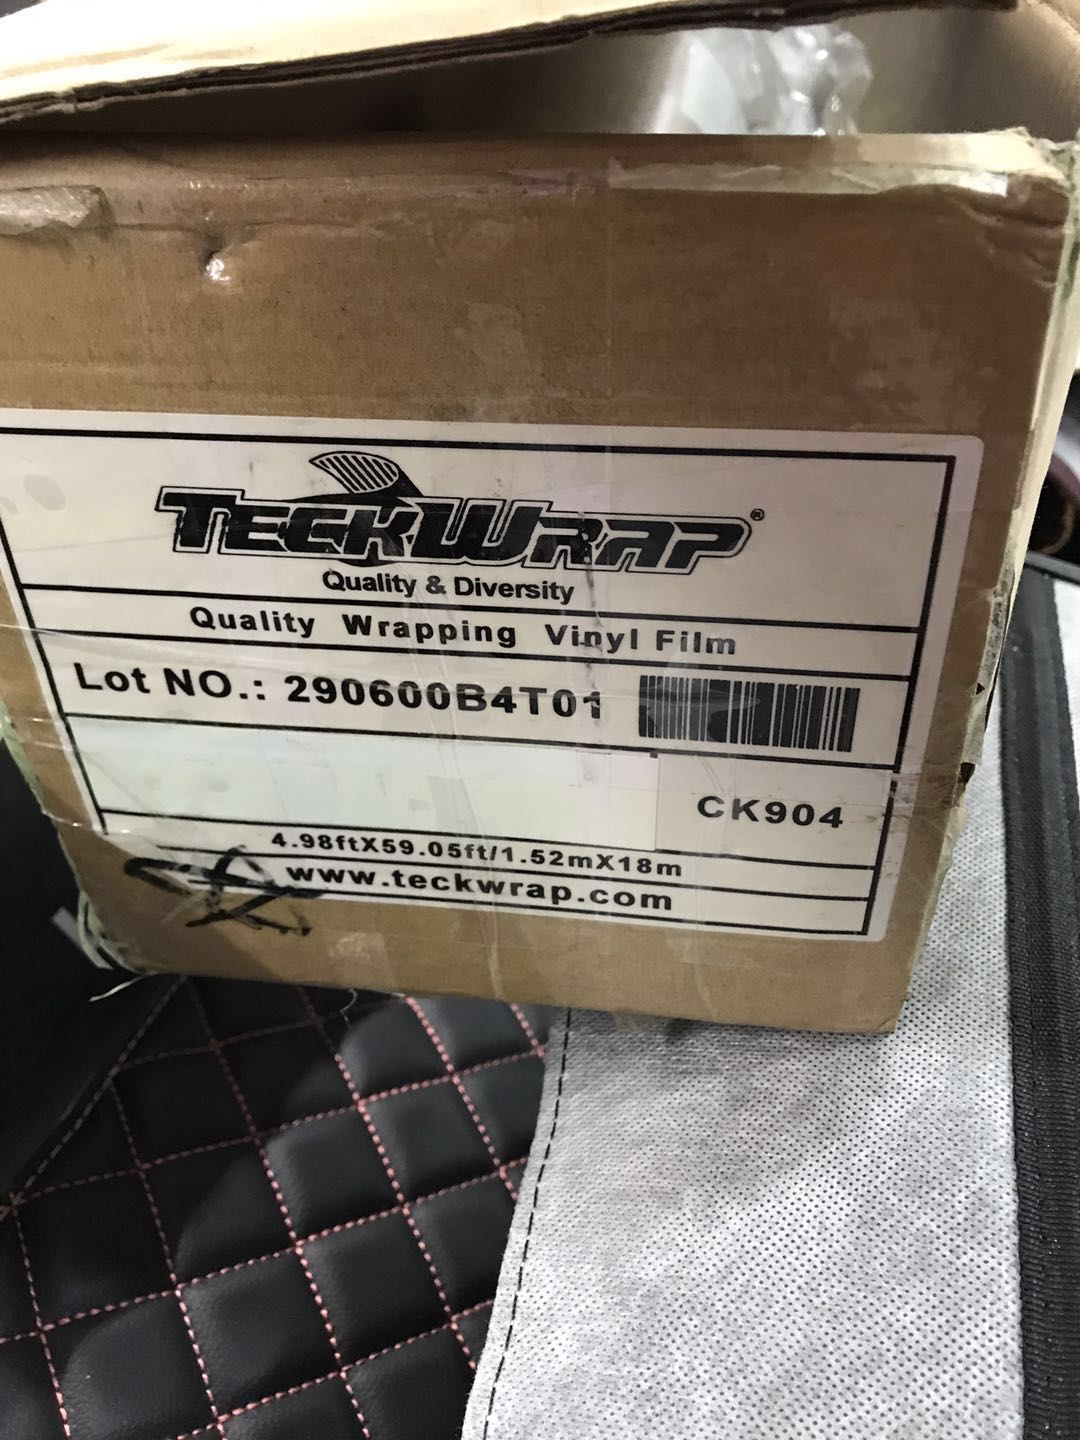 TECKWRAP®
Quality & Diversity
Quality Wrapping Vinyl Film
Lot NO.: 290600B4T01
CK904
4.98ftX59.05ft/1.52mX18m
www.teckwrap.com